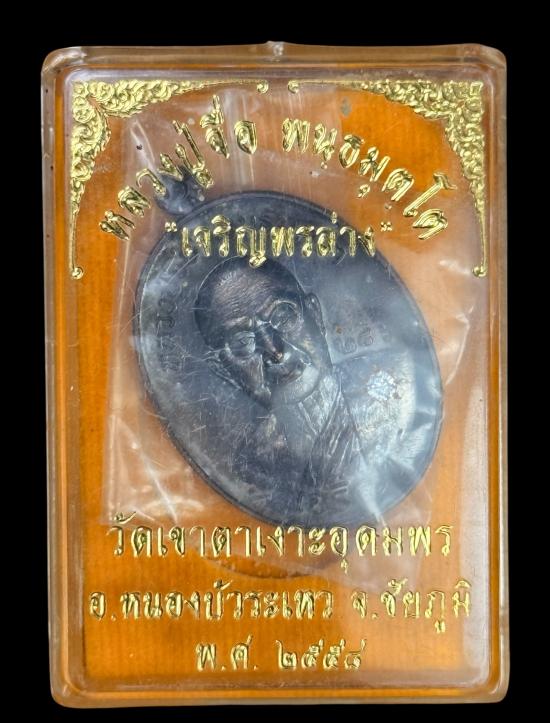 หลวงปู่จื่อ พนฺธมุตฺโต
"เจริญพรล่าง"
วัดเขาตาเงาะอุดมพร
อ.หนองบัวระเหว จ.ชัยภูมิ
พ.ศ. ๒๕๕๔